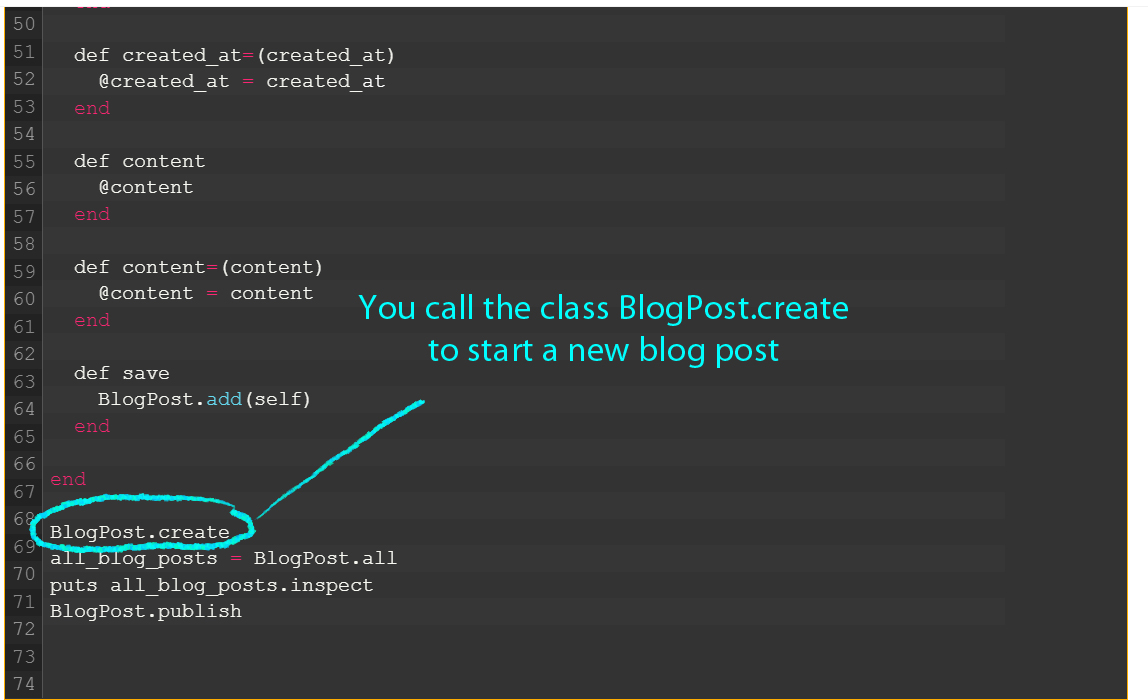 50
51 def created_at=(created_at)
52 @created_at = created_at
53 end
54
55 def content
56 @content
57 end
58
59 def content=(content)
60 @content = content
61 end
You call the class BlogPost.create
to start a new blog post
62
63 def save
64 BlogPost.add(self)
65 end
66
67 end
68
69 BlogPost.create
70 all_blog_posts = BlogPost.all
71 puts all_blog_posts.inspect
72 BlogPost.publish
73
74